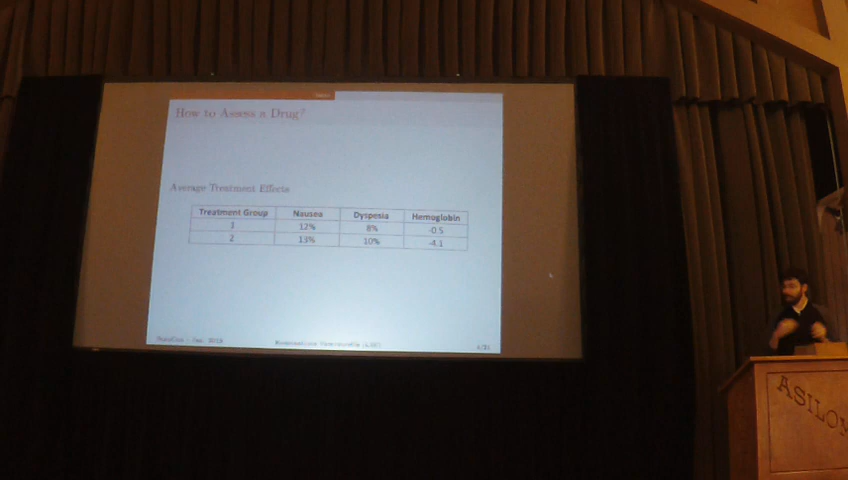 How to Assess a Drug?
Average Treatment Effects
Treatment Group Nausea Dyspesia Hemoglobin
1 12% 8% -0.5
2 13% 10% -4.1
ASILOM